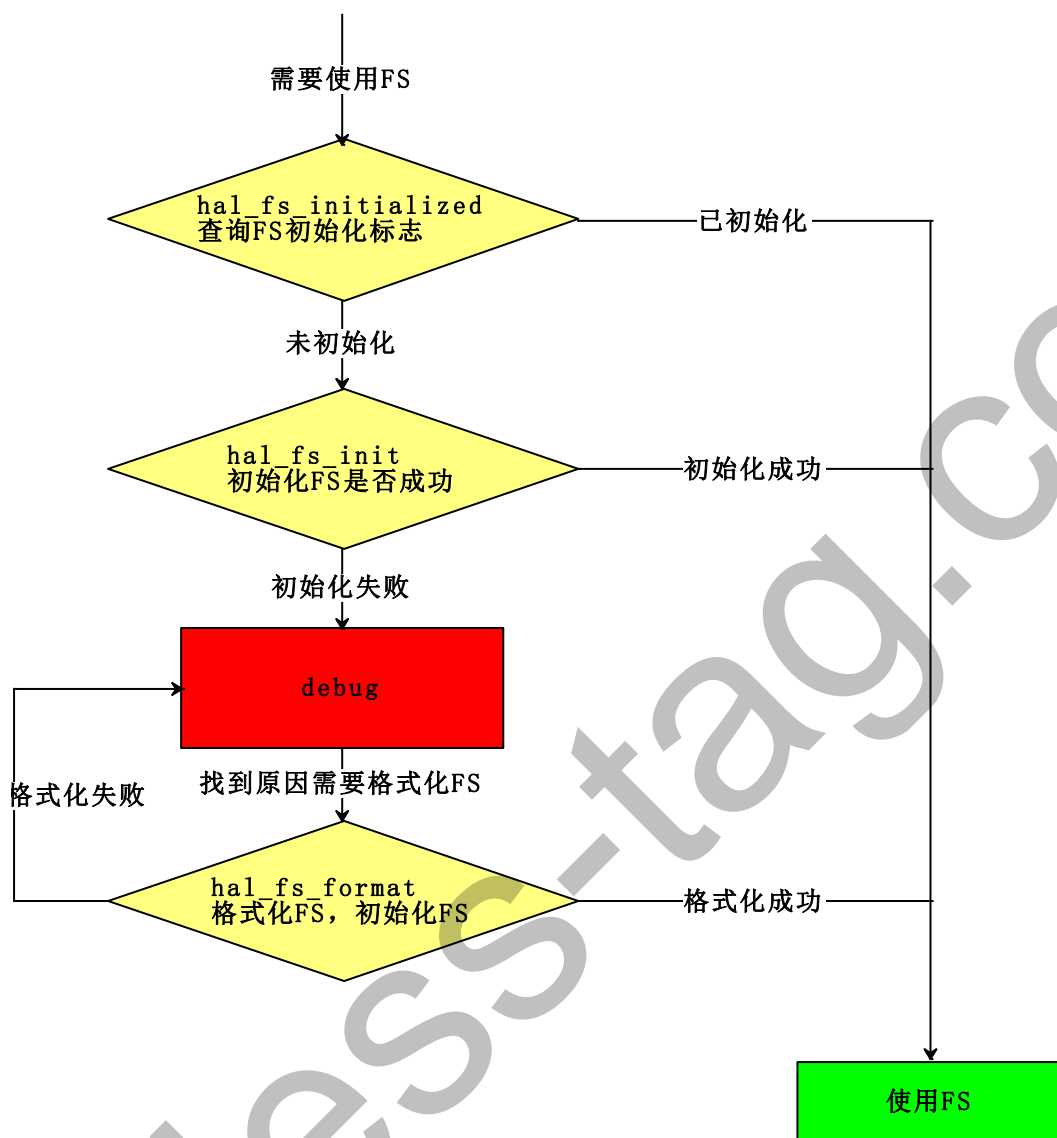 需要使用FS
hal_fs_initialized
查询FS初始化标志
已初始化
未初始化
hal_fs_init
初始化FS是否成功
初始化成功
初始化失败
debug
找到原因需要格式化FS
格式化失败
hal_fs_format
格式化FS，初始化FS
格式化成功
使用FS
less-tag.co